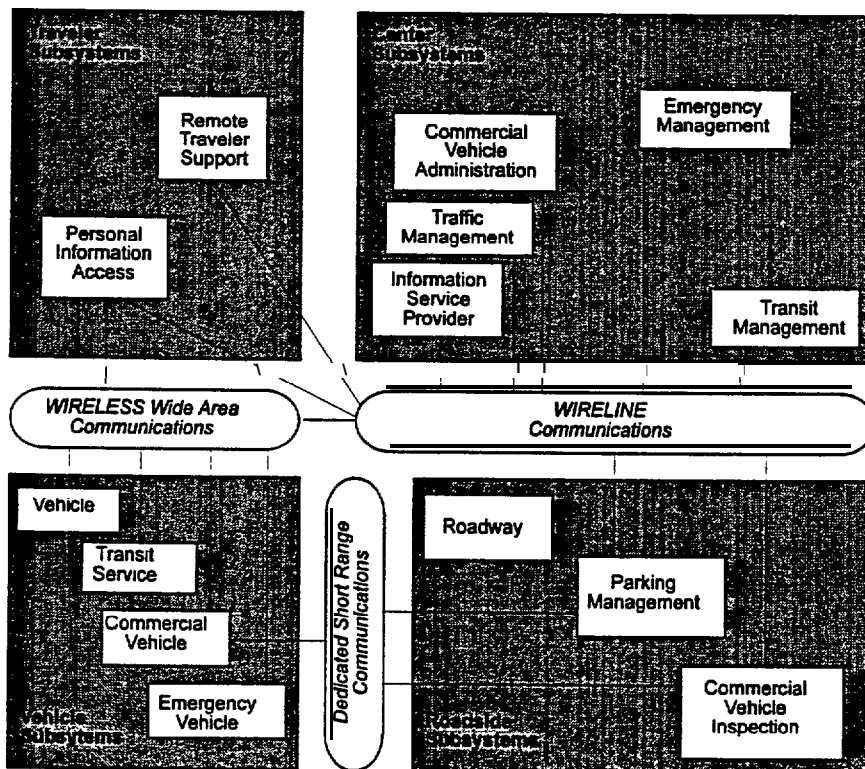 Traveler
Subsystems
Remote
Traveler
Support
Personal
Information
Access
Center
Subsystems
Commercial
Vehicle
Administration
Emergency
Management
Traffic
Management
Information
Service
Provider
Transit
Management
WIRELESS Wide Area
Communications
WIRELINE
Communications
Vehicle
Transit
Service
Commercial
Vehicle
Emergency
Vehicle
Vehicle
Subsytems
Dedicated Short Range
Communications
Roadway
Parking
Management
Commercial
Vehicle
Inspection
Roadside
Subsystems